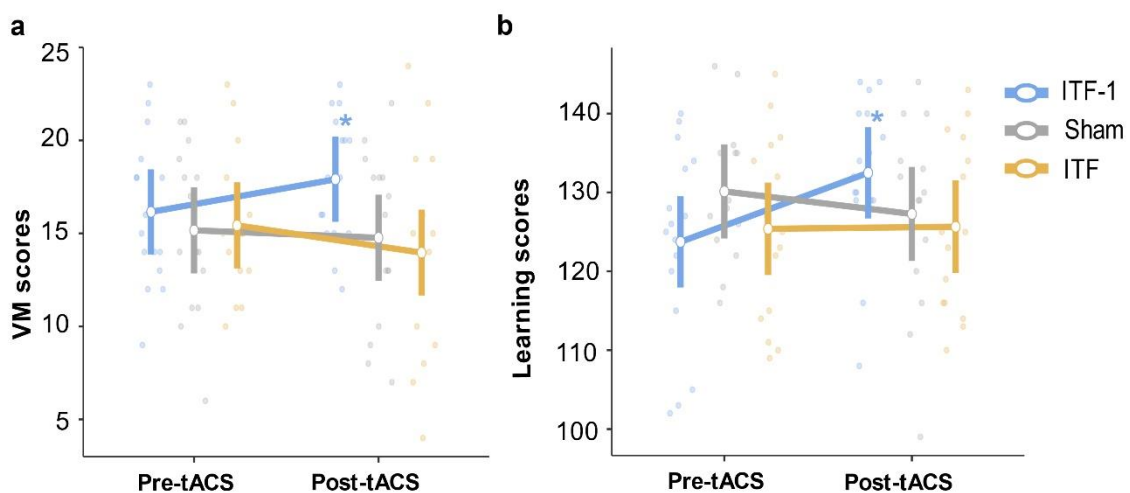 a
25
20
15
10
5
VM scores
*
Pre-tACS
Post-tACS
b
140
130
120
110
100
Learning scores
*
Pre-tACS
Post-tACS
ITF-1
Sham
ITF